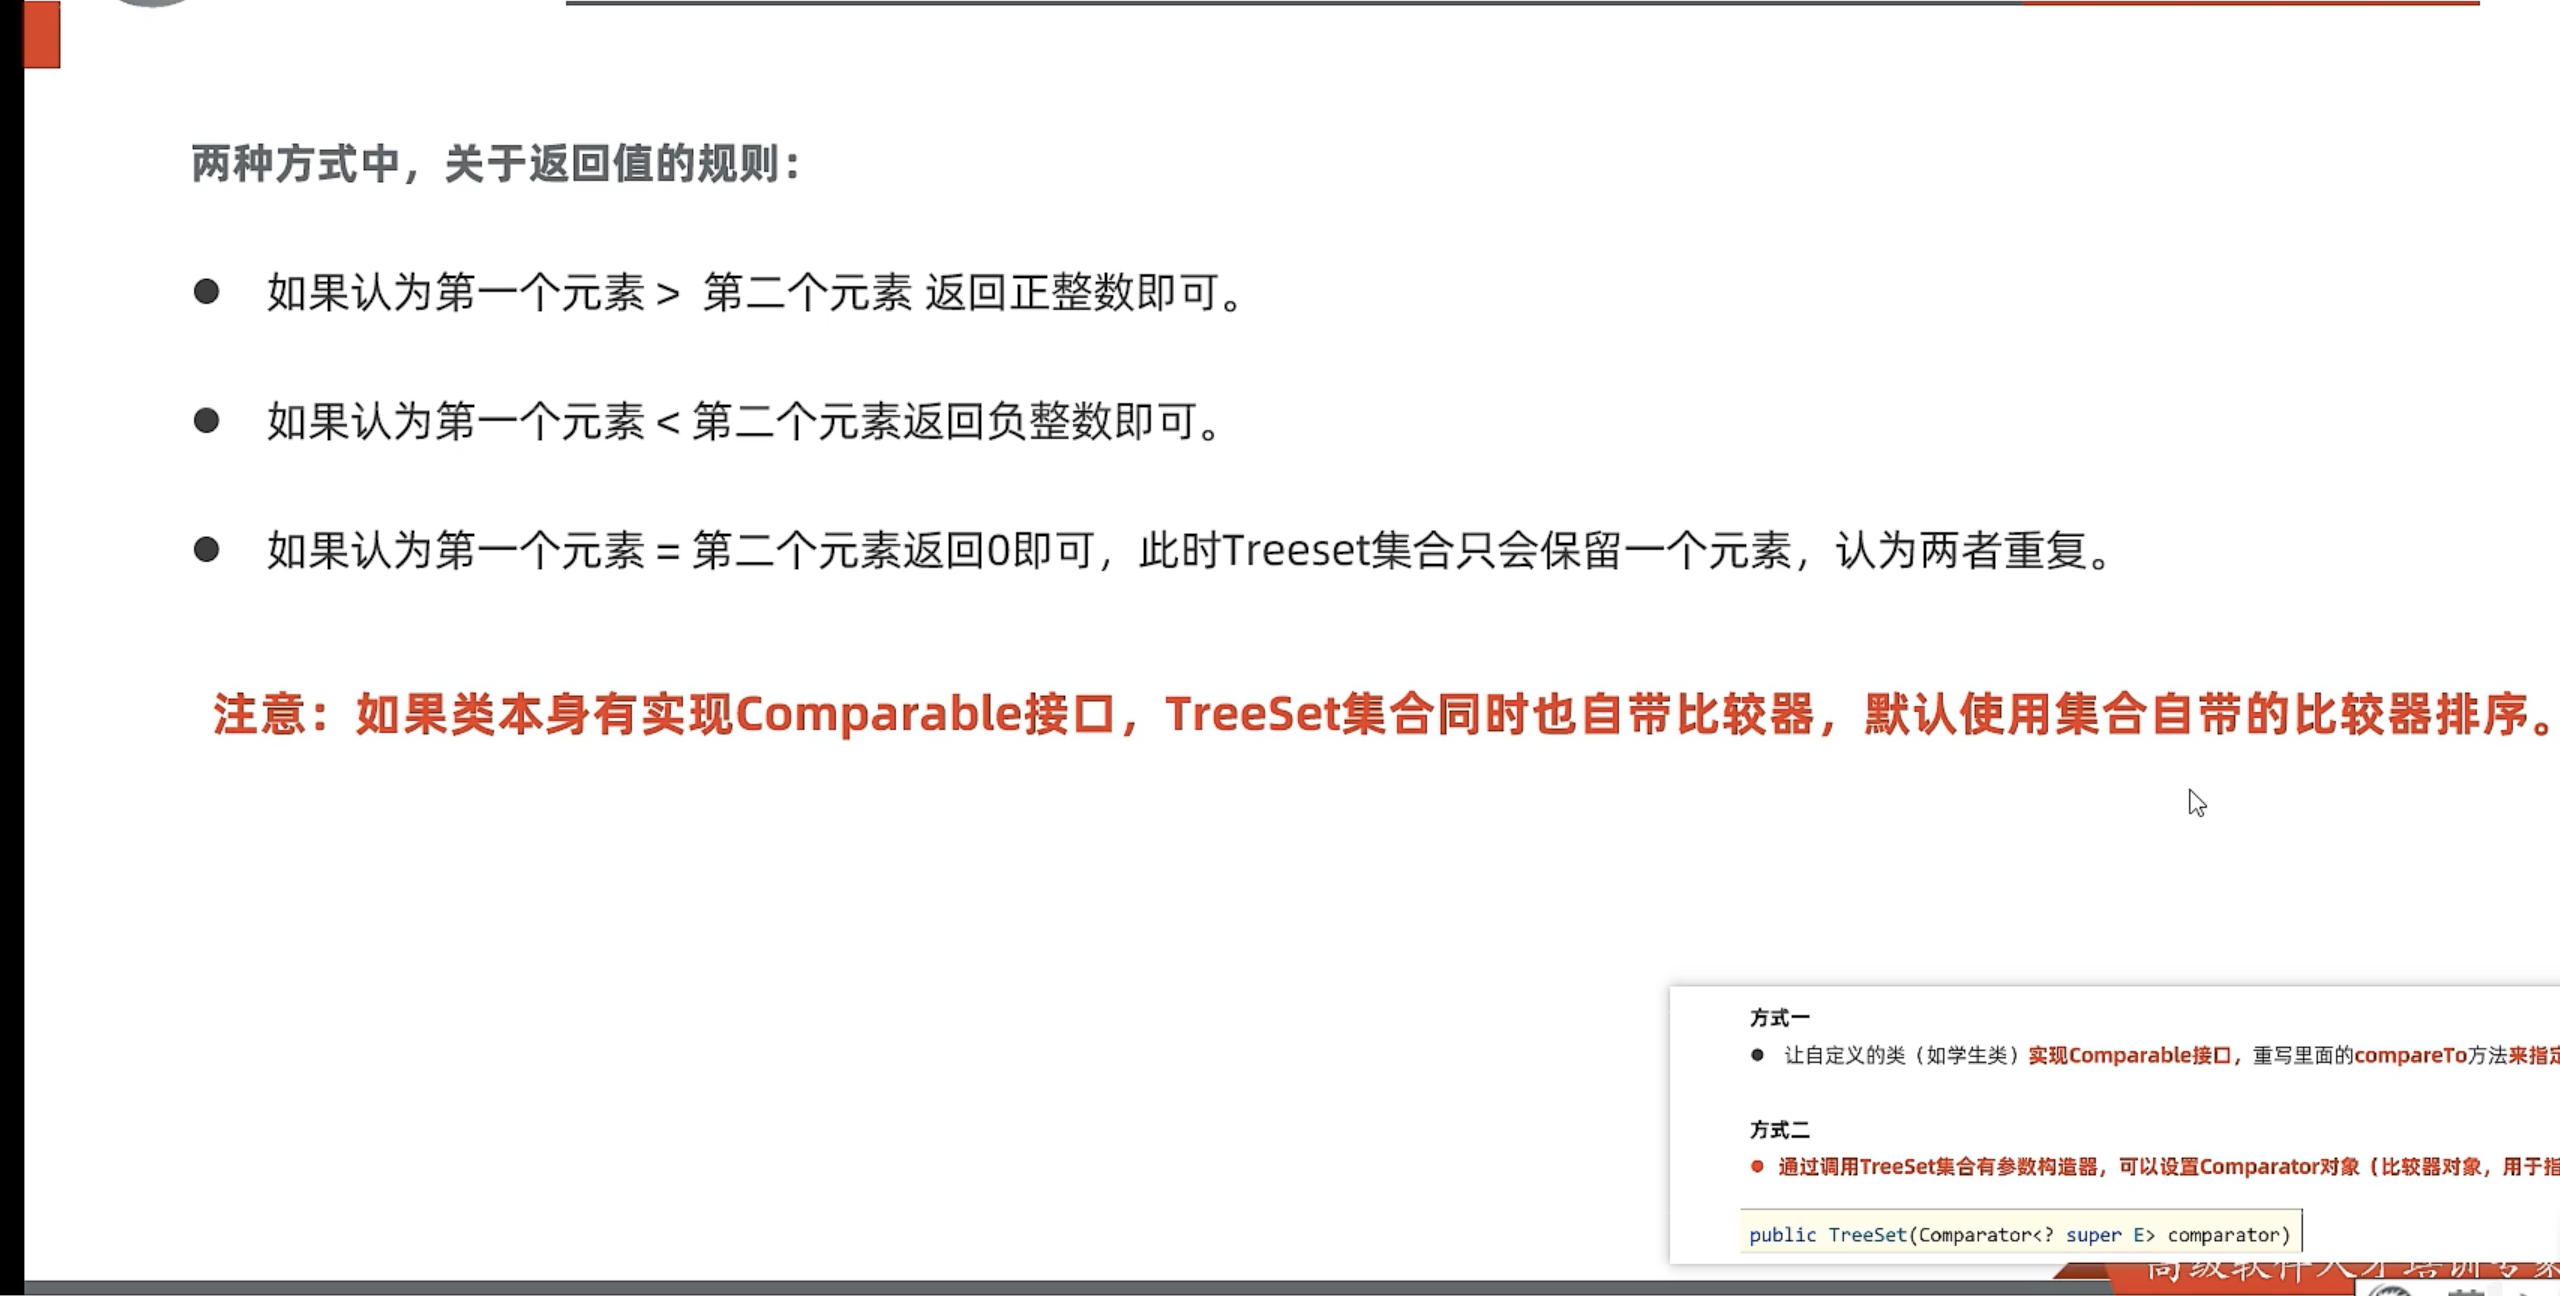 两种方式中，关于返回值的规则：
● 如果认为第一个元素 > 第二个元素 返回正整数即可。
● 如果认为第一个元素 < 第二个元素返回负整数即可。
● 如果认为第一个元素 = 第二个元素返回0即可，此时Treeset集合只会保留一个元素，认为两者重复。
注意：如果类本身有实现Comparable接口，TreeSet集合同时也自带比较器，默认使用集合自带的比较器排序。
方式一
● 让自定义的类（如学生类）实现Comparable接口，重写里面的compareTo方法来指定
方式二
● 通过调用TreeSet集合有参数构造器，可以设置Comparator对象（比较器对象，用于指
public TreeSet(Comparator<? super E> comparator)
高级软件人才培训专家